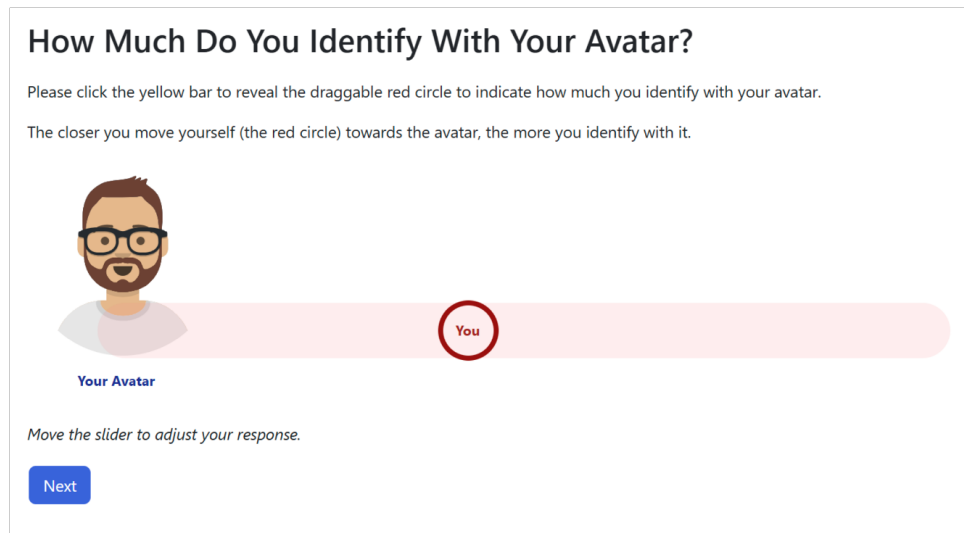 How Much Do You Identify With Your Avatar?
Please click the yellow bar to reveal the draggable red circle to indicate how much you identify with your avatar.
The closer you move yourself (the red circle) towards the avatar, the more you identify with it.
You
Your Avatar
Move the slider to adjust your response.
Next